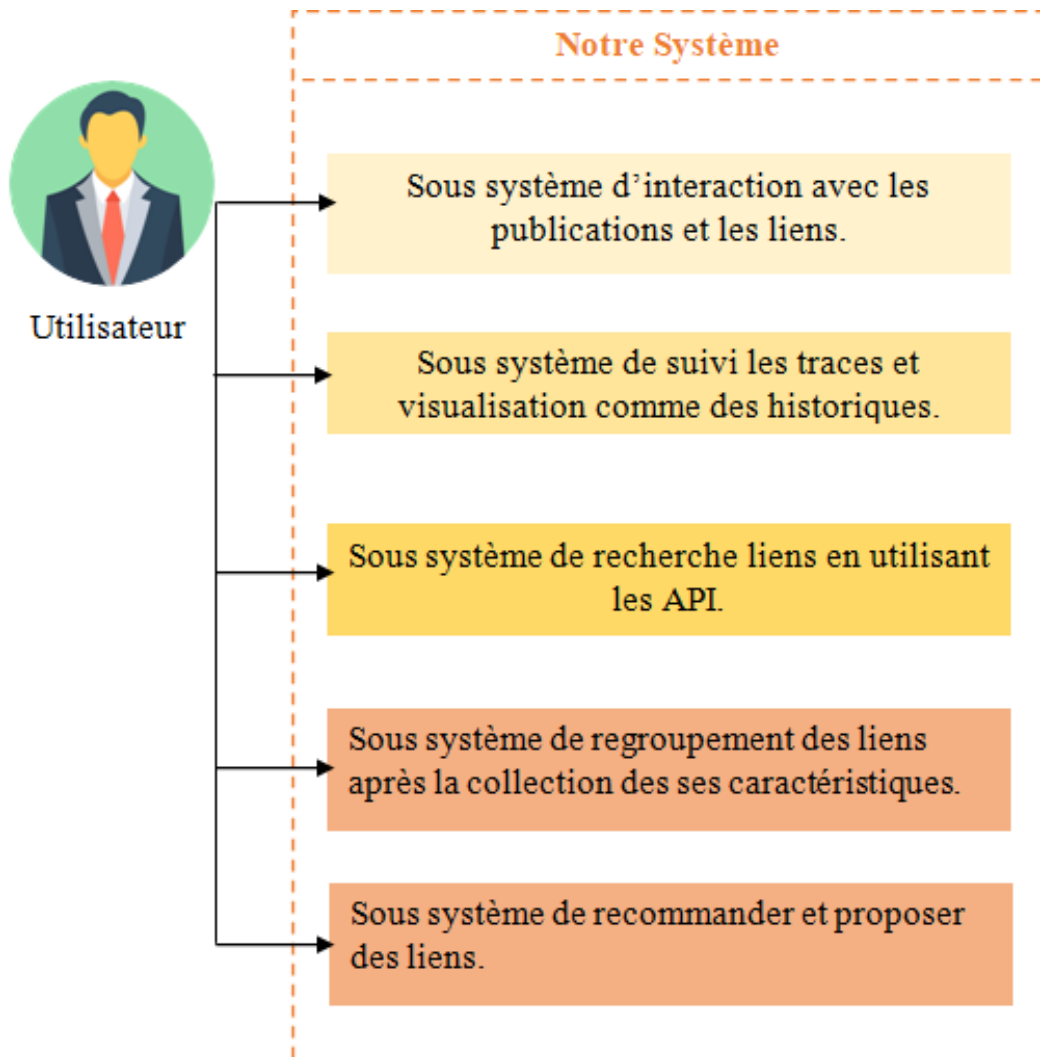 Notre Système
Utilisateur
Sous système d’interaction avec les
publications et les liens.
Sous système de suivi les traces et
visualisation comme des historiques.
Sous système de recherche liens en utilisant
les API.
Sous système de regroupement des liens
après la collection des ses caractéristiques.
Sous système de recommander et proposer
des liens.